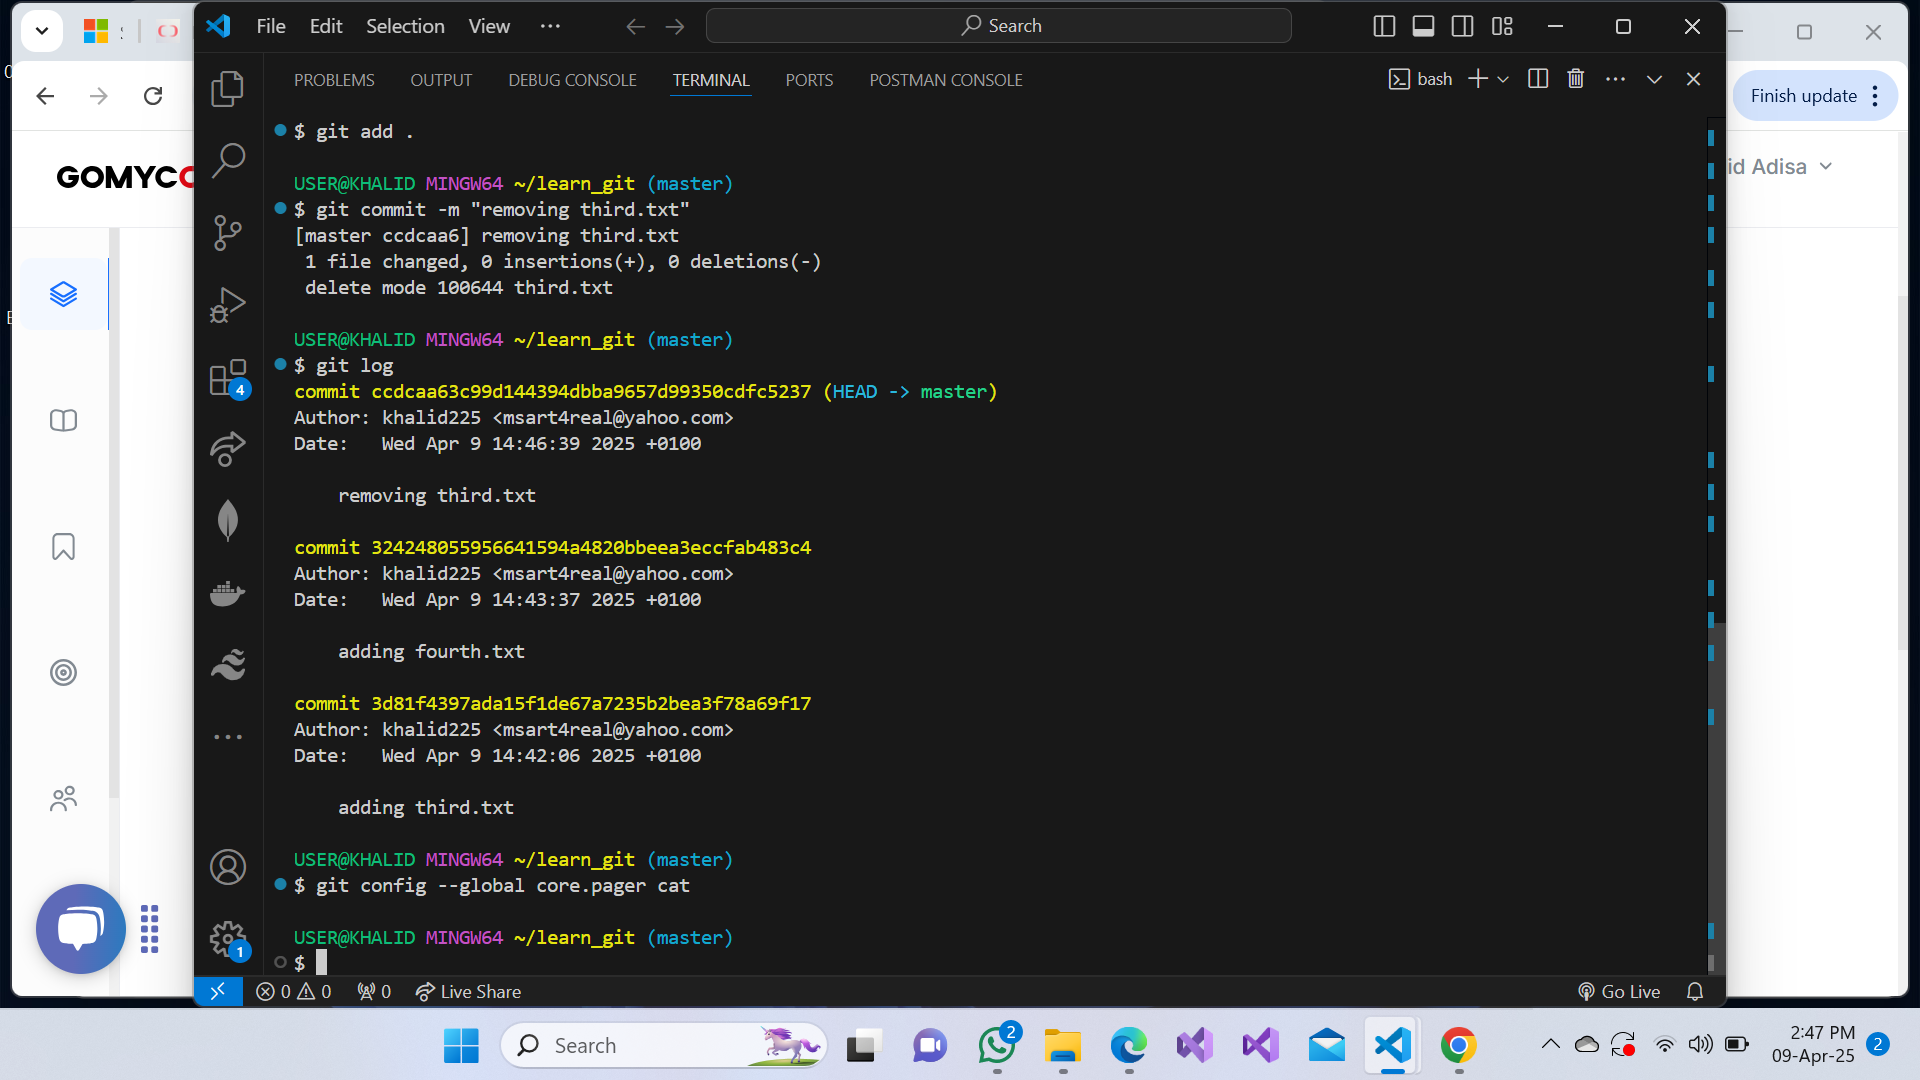 File Edit Selection View ··· Search
PROBLEMS OUTPUT DEBUG CONSOLE TERMINAL PORTS POSTMAN CONSOLE bash
Finish update
GOMYC
id Adisa
$ git add .
USER@KHALID MINGW64 ~/learn_git (master)
$ git commit -m "removing third.txt"
[master ccdcaa6] removing third.txt
1 file changed, 0 insertions(+), 0 deletions(-)
delete mode 100644 third.txt
USER@KHALID MINGW64 ~/learn_git (master)
$ git log
commit ccdcaa63c99d144394dbba9657d99350cdfc5237 (HEAD -> master)
Author: khalid225 <msart4real@yahoo.com>
Date:   Wed Apr 9 14:46:39 2025 +0100
removing third.txt
commit 324248055956641594a4820bbeea3eccfab483c4
Author: khalid225 <msart4real@yahoo.com>
Date:   Wed Apr 9 14:43:37 2025 +0100
adding fourth.txt
commit 3d81f4397ada15f1de67a7235b2bea3f78a69f17
Author: khalid225 <msart4real@yahoo.com>
Date:   Wed Apr 9 14:42:06 2025 +0100
adding third.txt
USER@KHALID MINGW64 ~/learn_git (master)
$ git config --global core.pager cat
USER@KHALID MINGW64 ~/learn_git (master)
$
4
1
0 0 0 Live Share Go Live
Search
2
2:47 PM
09-Apr-25
2